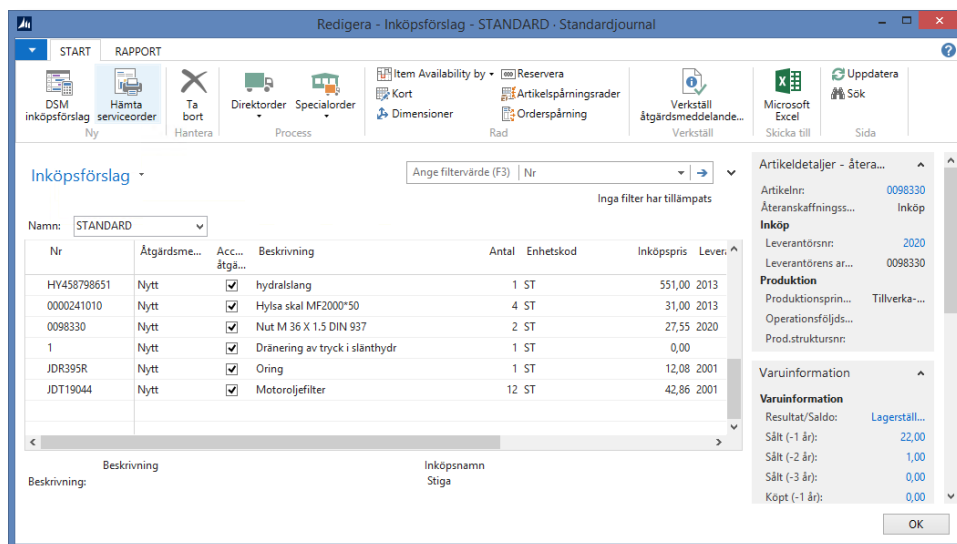 Redigera - Inköpsförslag - STANDARD · Standardjournal
START RAPPORT
DSM inköpsförslag
Hämta serviceorder
Ny
Ta bort
Hantera
Direktorder Specialorder
Process
Item Availability by
Kort
Dimensioner
Reservera
Artikelspårningsrader
Orderspårning
Rad
Verkställ åtgärdsmeddelande...
Verkställ
Microsoft Excel
Skicka till
Uppdatera
Sök
Sida
Inköpsförslag
Ange filtervärde (F3) Nr
Inga filter har tillämpats
Namn: STANDARD
Nr Åtgärdsme... Acc... åtgä... Beskrivning Antal Enhetskod Inköpspris Lever
HY458798651 Nytt hydralslang 1 ST 551,00 2013
0000241010 Nytt Hylsa skal MF2000*50 4 ST 31,00 2013
0098330 Nytt Nut M 36 X 1.5 DIN 937 2 ST 27,55 2020
1 Nytt Dränering av tryck i slänthydr 1 ST 0,00
JDR395R Nytt Oring 1 ST 12,08 2001
JDT19044 Nytt Motoroljefilter 12 ST 42,86 2001
Beskrivning Inköpsnamn
Beskrivning: Stiga
Artikeldetaljer - återa...
Artikelnr: 0098330
Återanskaffningss... Inköp
Inköp
Leverantörsnr: 2020
Leverantörens ar... 0098330
Produktion
Produktionsprin... Tillverka-...
Operationsföljds...
Prod.struktursnr:
Varuinformation
Varuinformation
Resultat/Saldo: Lagerställ...
Sålt (-1 år): 22,00
Sålt (-2 år): 1,00
Sålt (-3 år): 0,00
Köpt (-1 år): 0,00
OK